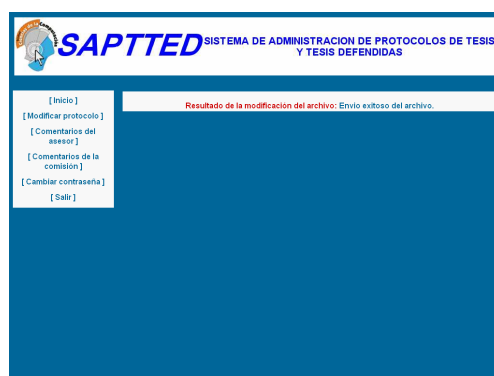 SAPTTED
SISTEMA DE ADMINISTRACION DE PROTOCOLOS DE TESIS
Y TESIS DEFENDIDAS
[ Inicio ]
[ Modificar protocolo ]
[ Comentarios del
asesor ]
[ Comentarios de la
comisión ]
[ Cambiar contraseña ]
[ Salir ]
Resultado de la modificación del archivo: Envio exitoso del archivo.